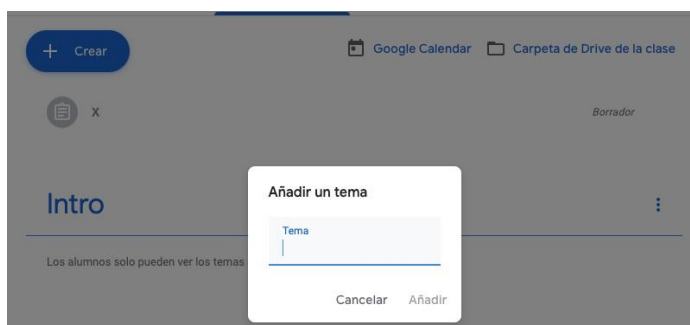 Crear
Google Calendar
Carpeta de Drive de la clase
X
Borrador
Intro
Los alumnos solo pueden ver los temas
Añadir un tema
Tema
Cancelar
Añadir